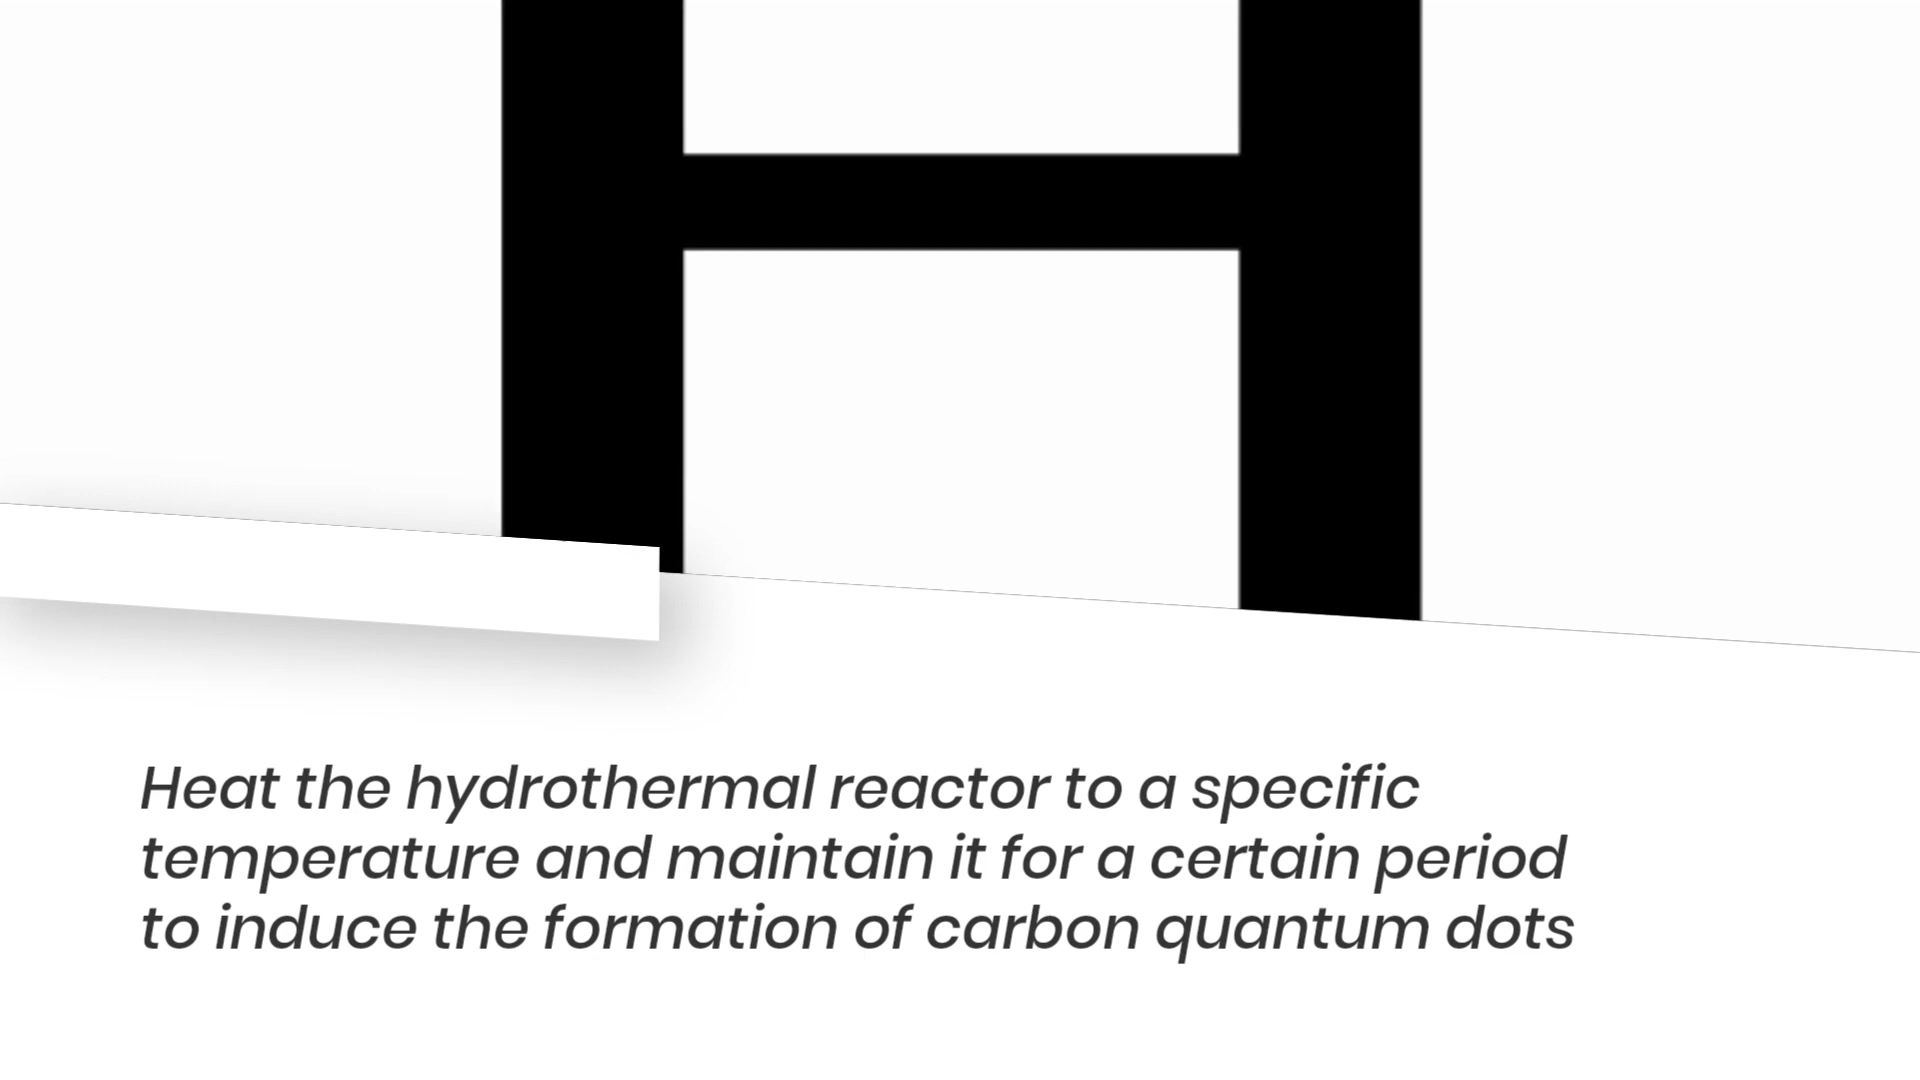 H
Heat the hydrothermal reactor to a specific
temperature and maintain it for a certain period
to induce the formation of carbon quantum dots